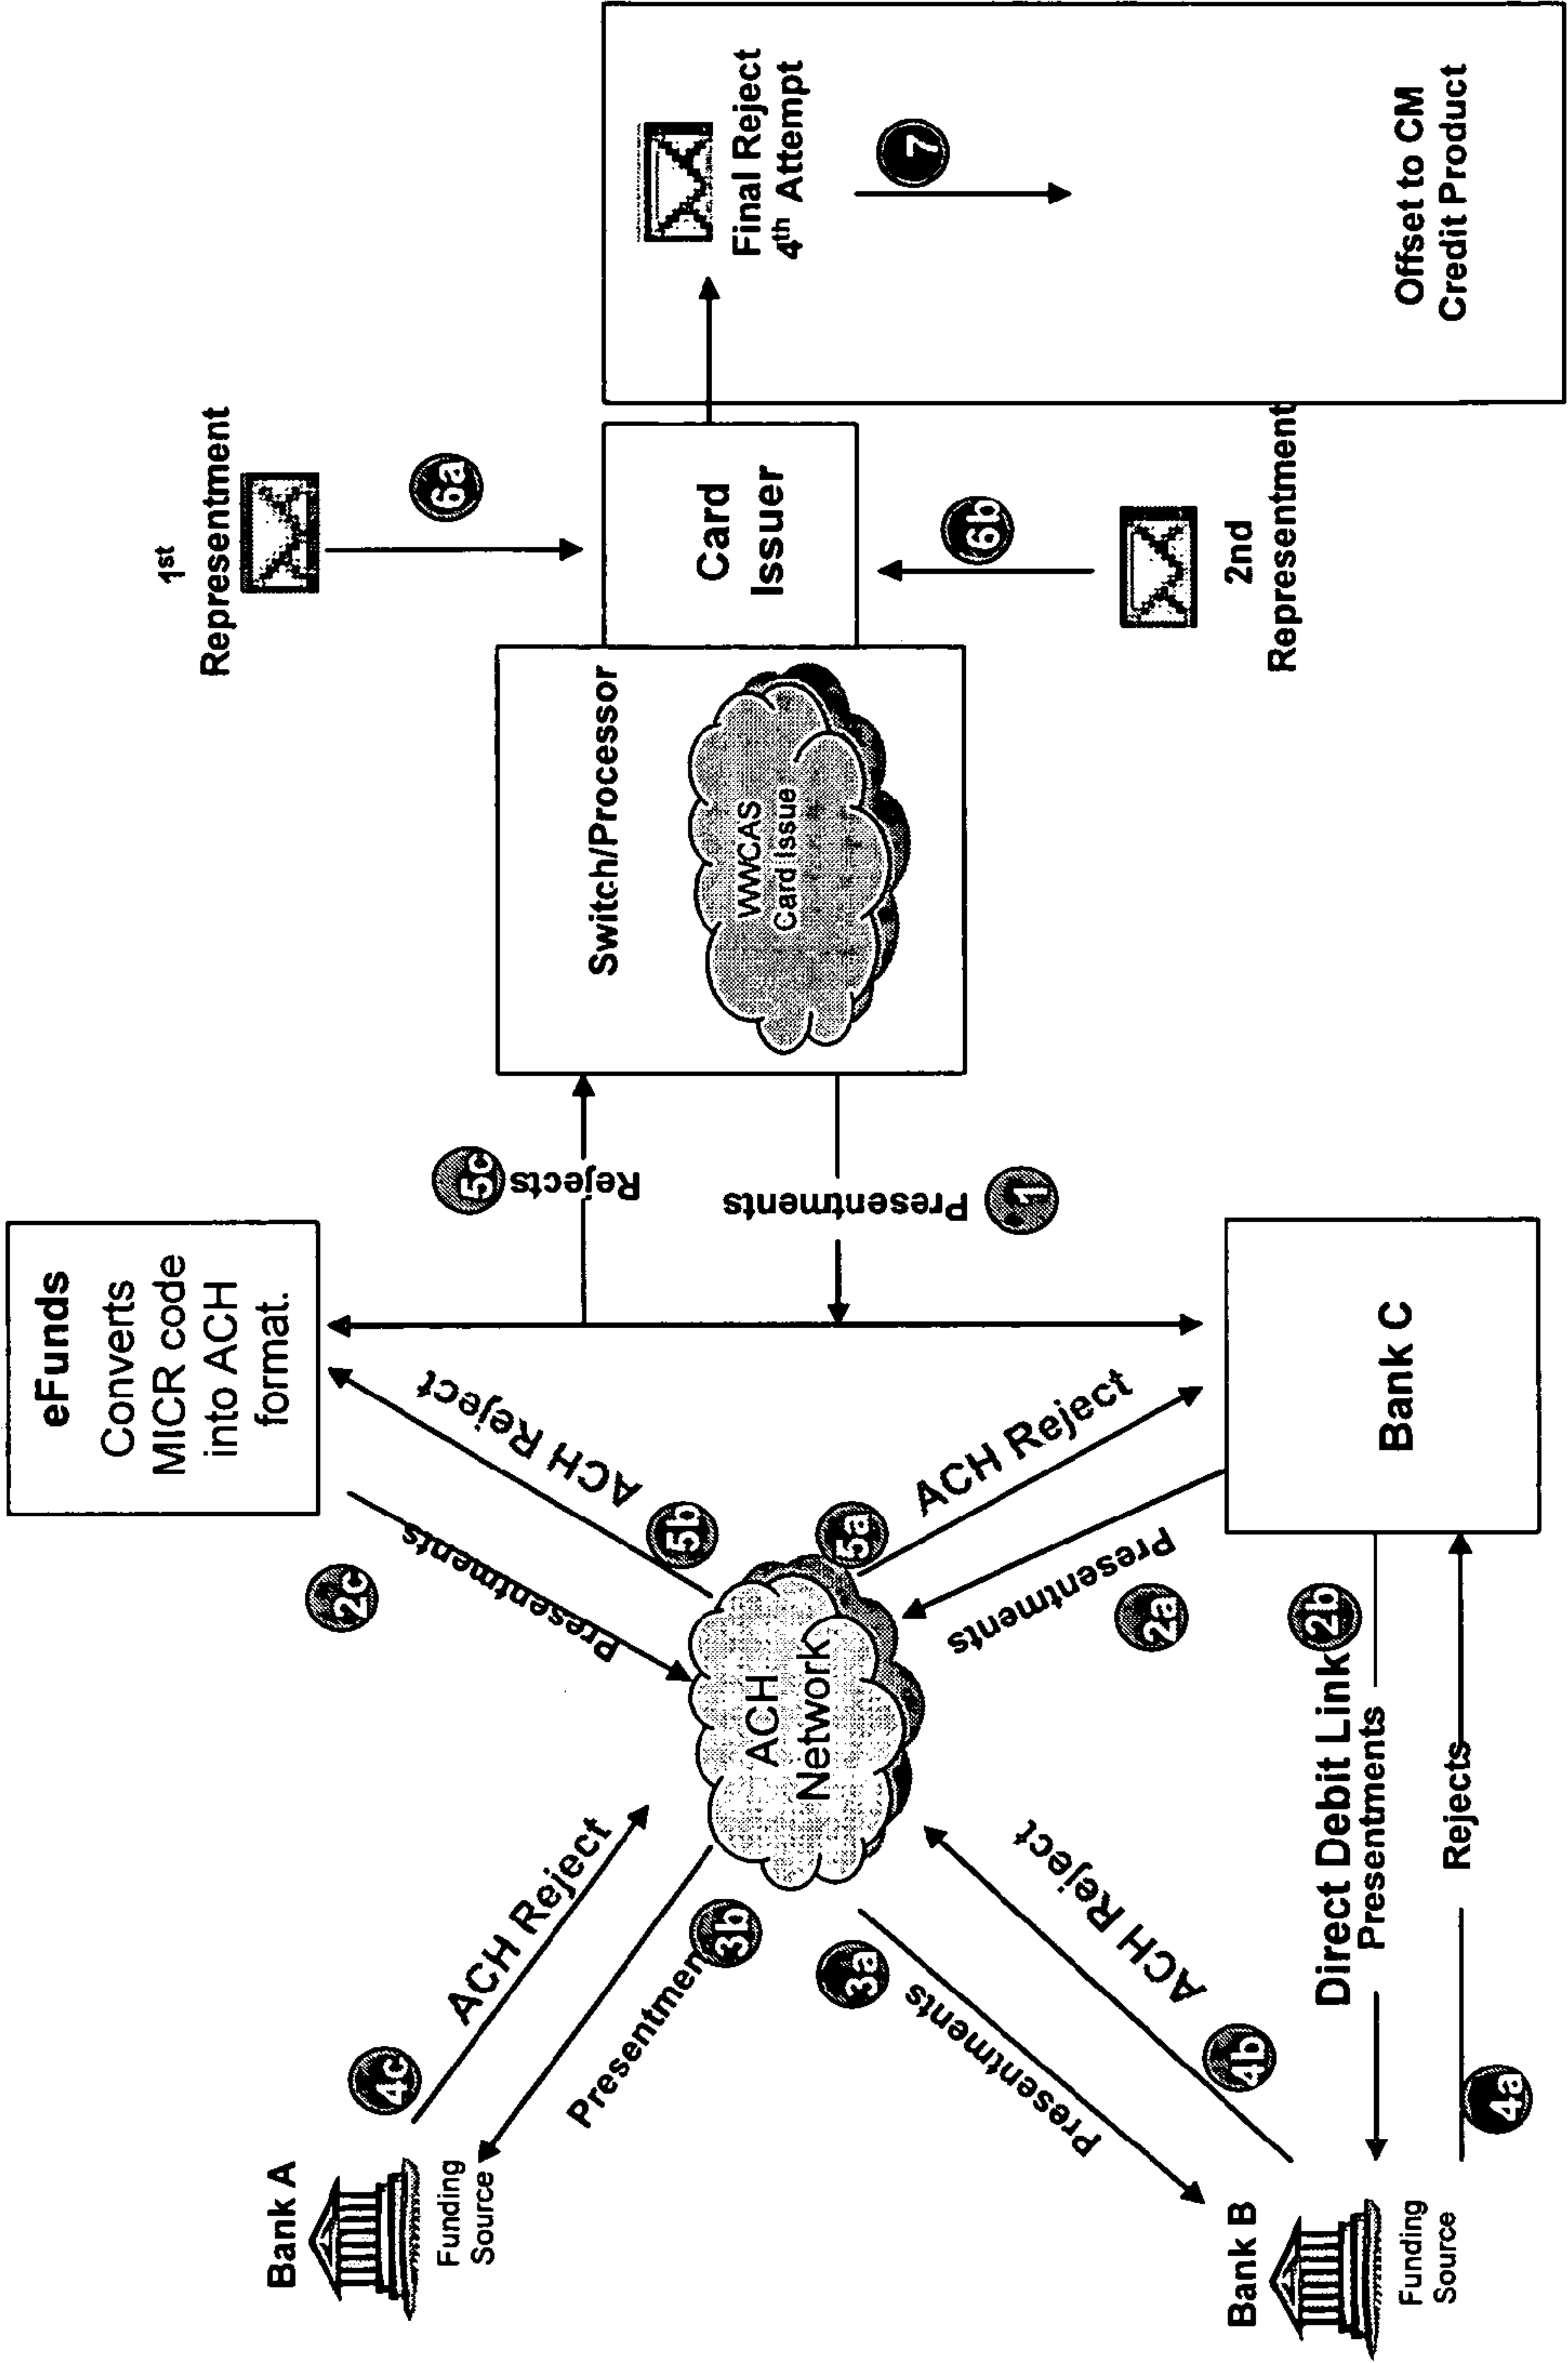 Bank A
Funding
Source
4c
ACH Reject
Presentmen
3b
3a
Presentments
4b
ACH Reject
Bank B
Funding
Source
Direct Debit Link
2b
Presentments
Rejects
4a
ACH
Network
2c
Presentments
5b
ACH Reject
5a
ACH Reject
Presentments
2a
eFunds
Converts
MICR code
into ACH
format.
Bank C
5c
Rejects
Presentments
1
Switch/Processor
WWCAS
Card Issue
1st
Representment
6a
Card
Issuer
6b
2nd
Representment
Final Reject
4th Attempt
7
Offset to CM
Credit Product